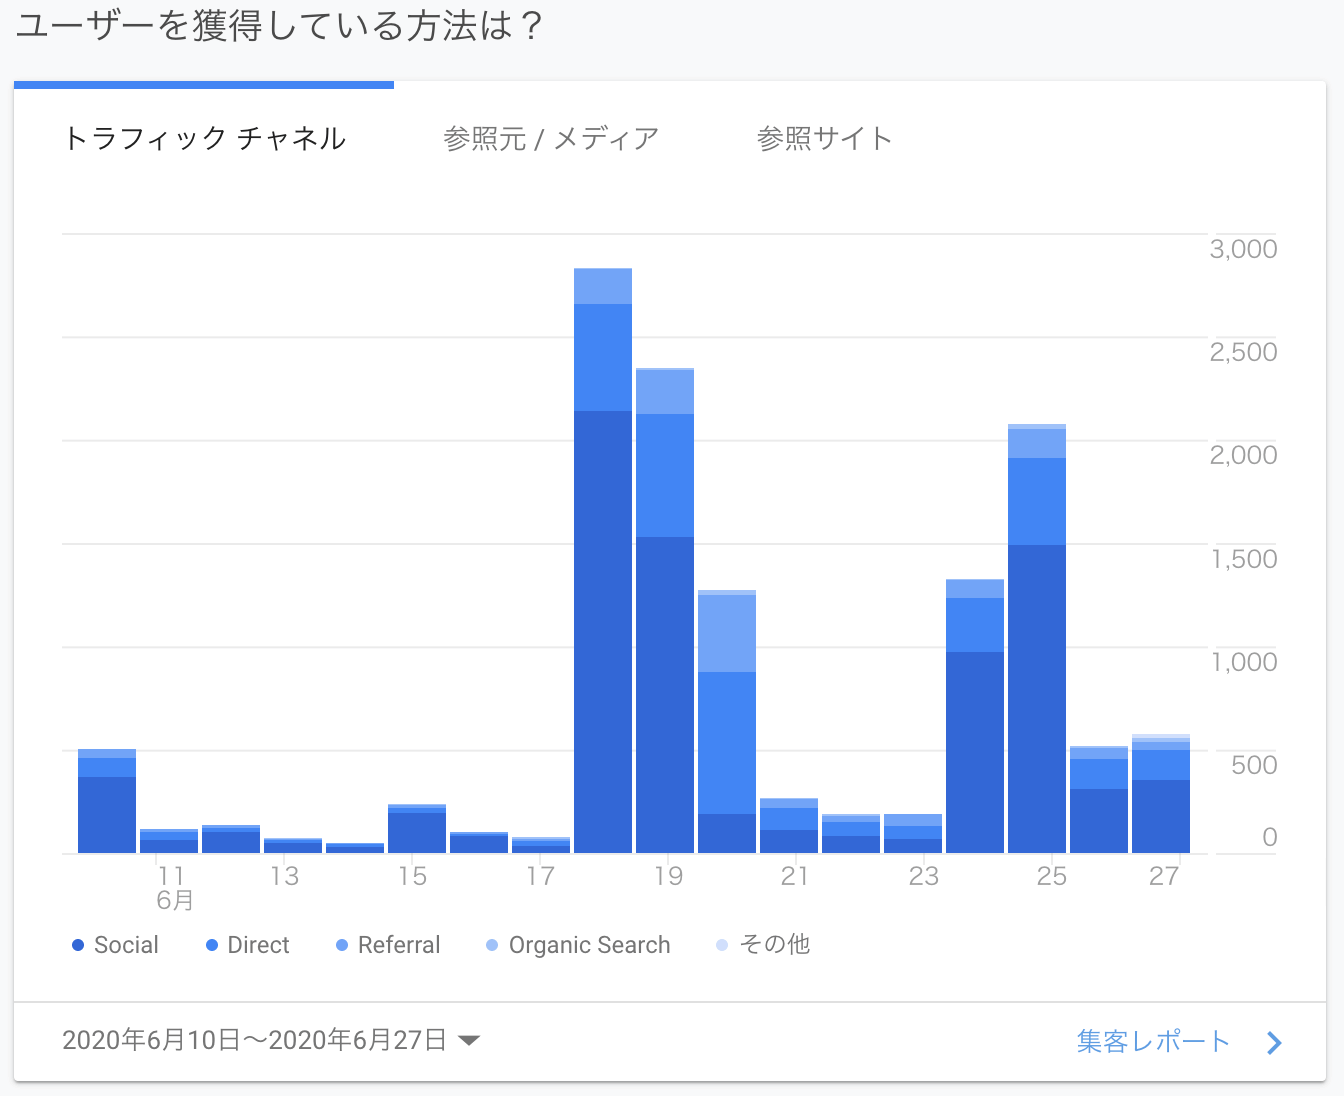 ユーザーを獲得している方法は？
トラフィック チャネル 参照元 / メディア 参照サイト
3,000
2,500
2,000
1,500
1,000
500
0
11 13 15 17 19 21 23 25 27
6月
Social Direct Referral Organic Search その他
2020年6月10日〜2020年6月27日 集客レポート